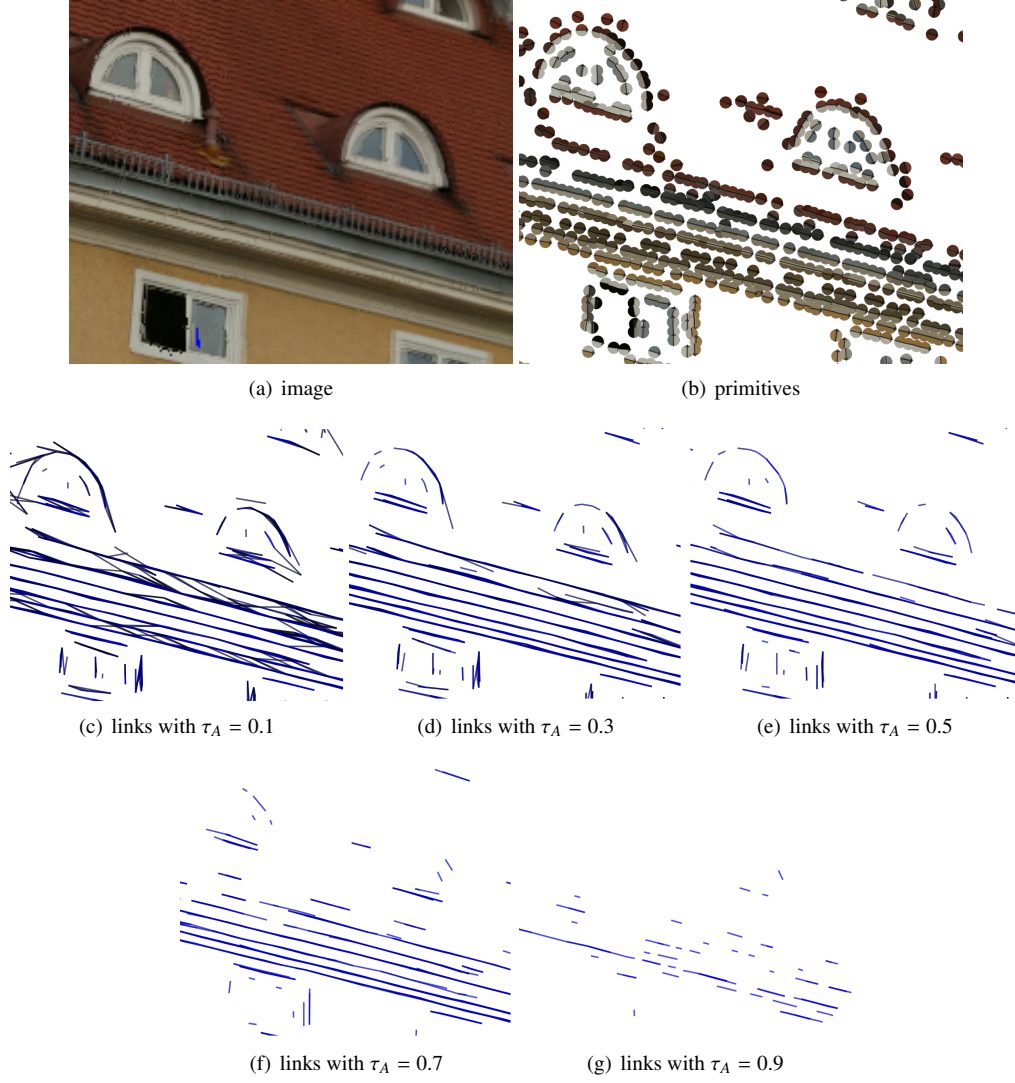 (a) image
(b) primitives
(c) links with τ_A = 0.1
(d) links with τ_A = 0.3
(e) links with τ_A = 0.5
(f) links with τ_A = 0.7
(g) links with τ_A = 0.9